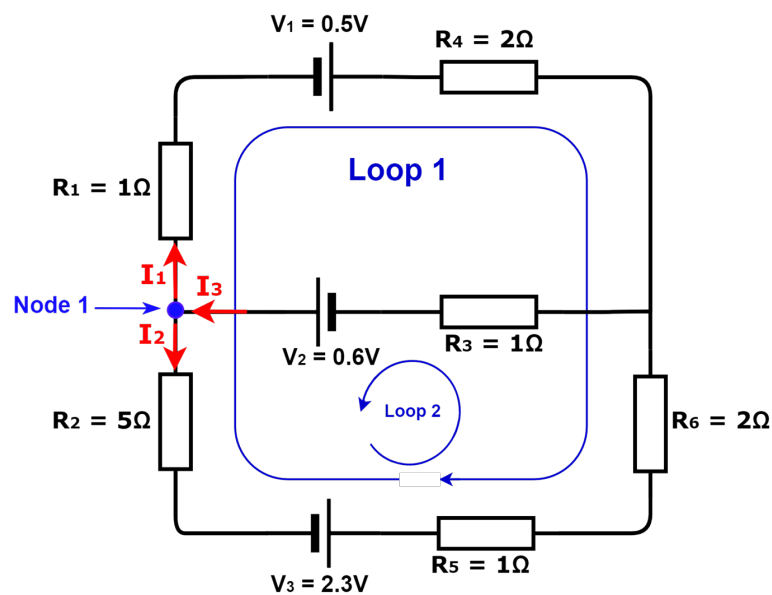 V₁ = 0.5V
R₄ = 2Ω
Loop 1
R₁ = 1Ω
I₁
I₃
Node 1
I₂
V₂ = 0.6V
R₃ = 1Ω
Loop 2
R₂ = 5Ω
R₆ = 2Ω
R₅ = 1Ω
V₃ = 2.3V